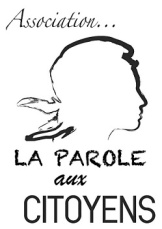 Association...
LA PAROLE
aux
CITOYENS